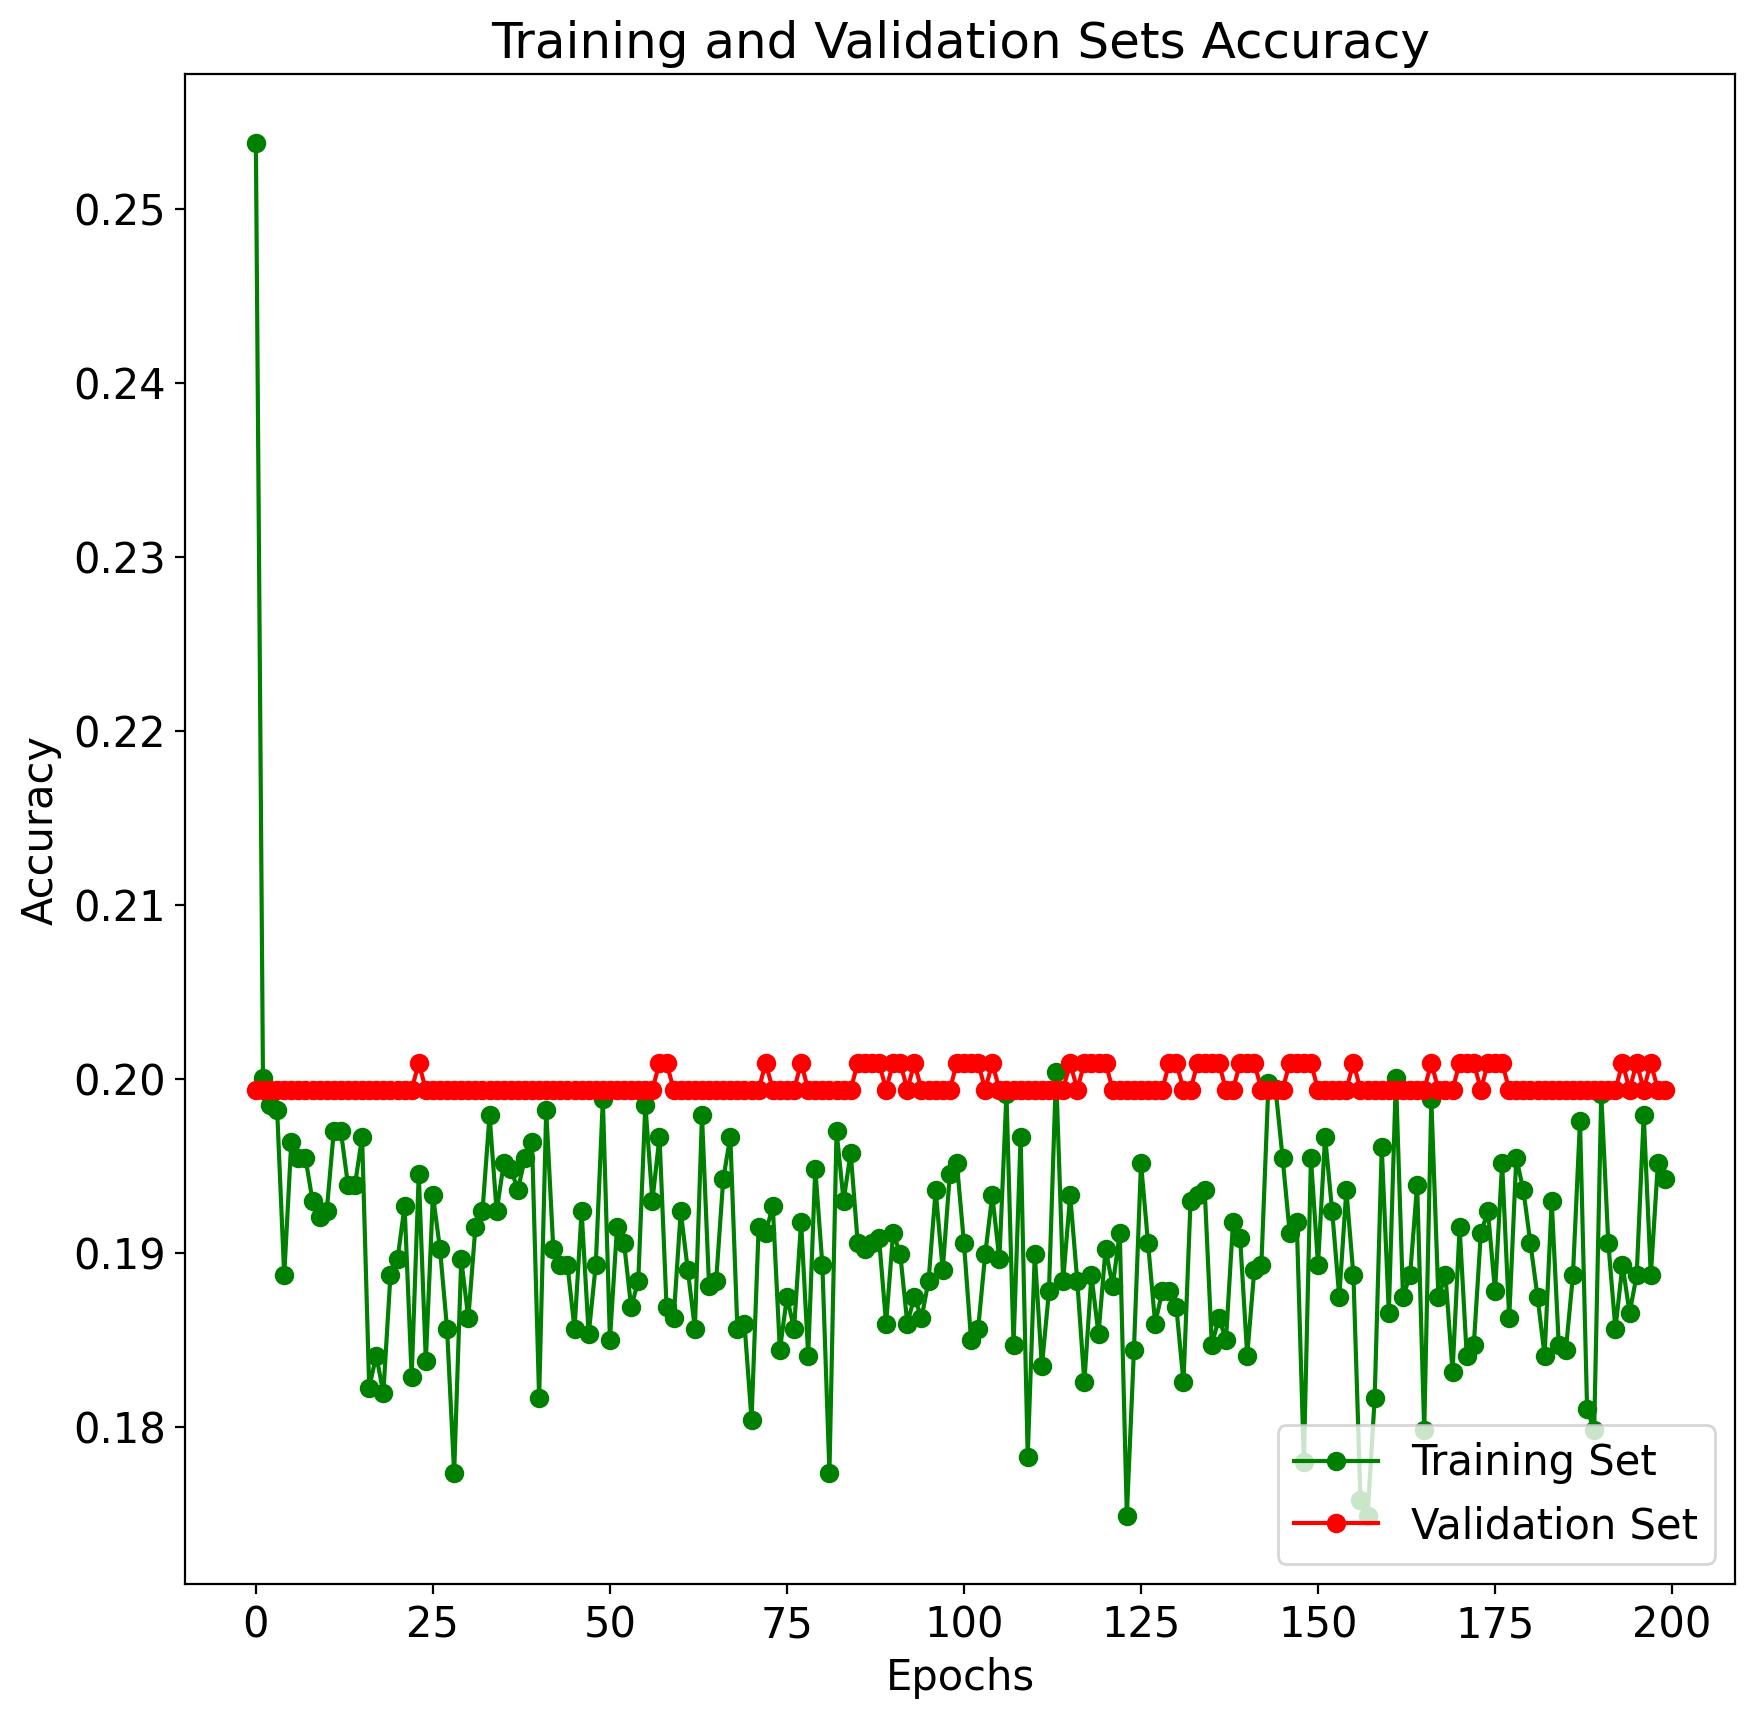 Training and Validation Sets Accuracy
0.25
0.24
0.23
0.22
0.21
0.20
0.19
0.18
Accuracy
Training Set
Validation Set
0 25 50 75 100 125 150 175 200
Epochs